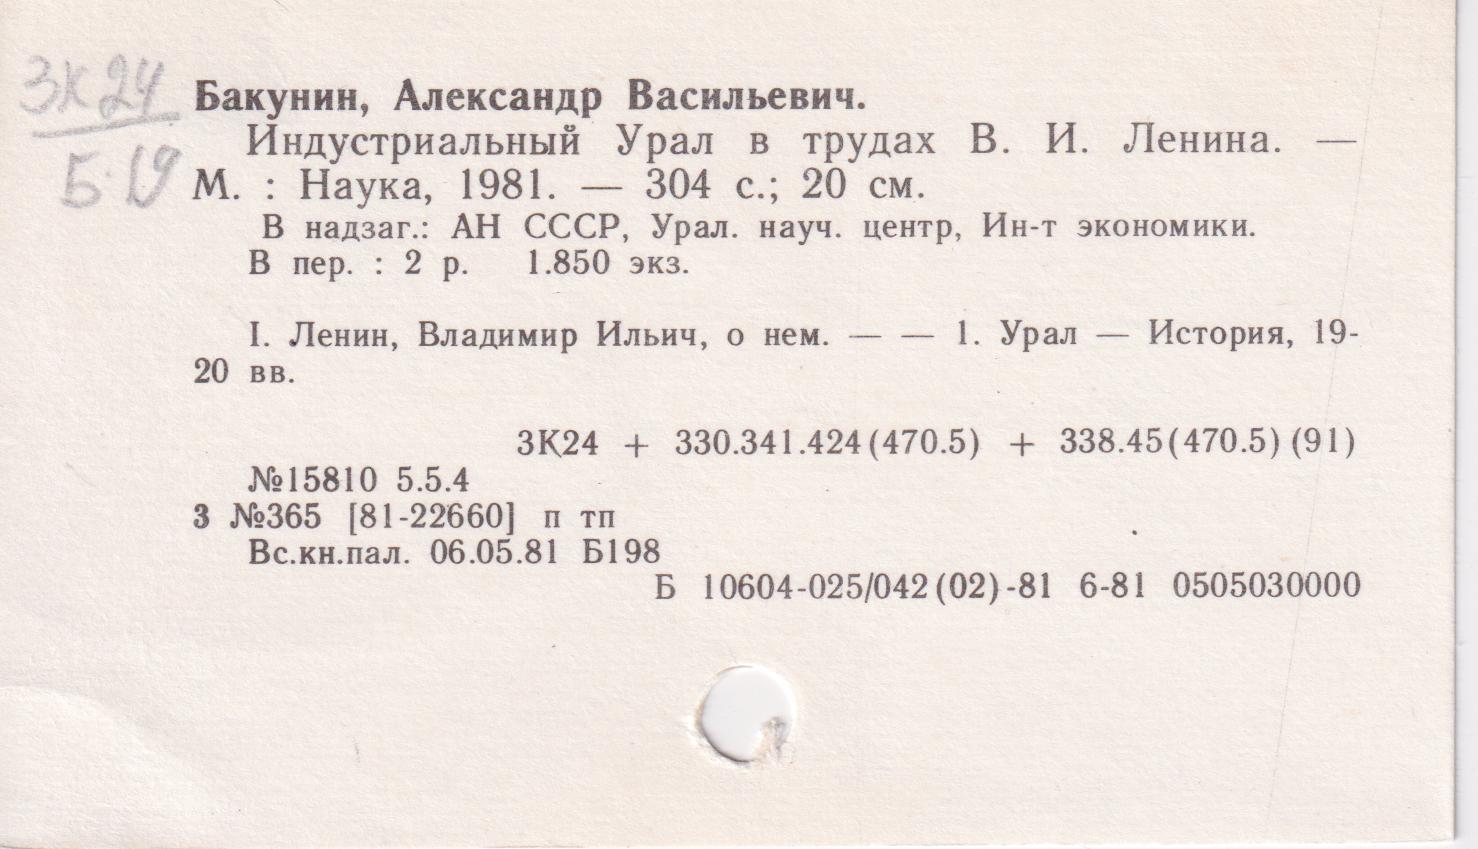 3К24
Б-19
Бакунин, Александр Васильевич.
Индустриальный Урал в трудах В. И. Ленина. —
М. : Наука, 1981. — 304 с.; 20 см.
В надзаг.: АН СССР, Урал. науч. центр, Ин-т экономики.
В пер. : 2 р. 1.850 экз.
I. Ленин, Владимир Ильич, о нем. — — 1. Урал — История, 19-
20 вв.
3К24 + 330.341.424(470.5) + 338.45(470.5)(91)
№15810 5.5.4
3 №365 [81-22660] п тп
Вс.кн.пал. 06.05.81 Б198
Б 10604-025/042(02)-81 6-81 0505030000